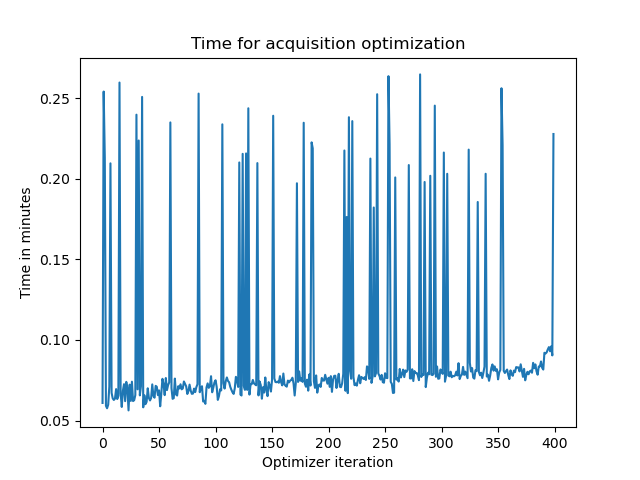 Time for acquisition optimization
Time in minutes
0.25
0.20
0.15
0.10
0.05
0 50 100 150 200 250 300 350 400
Optimizer iteration